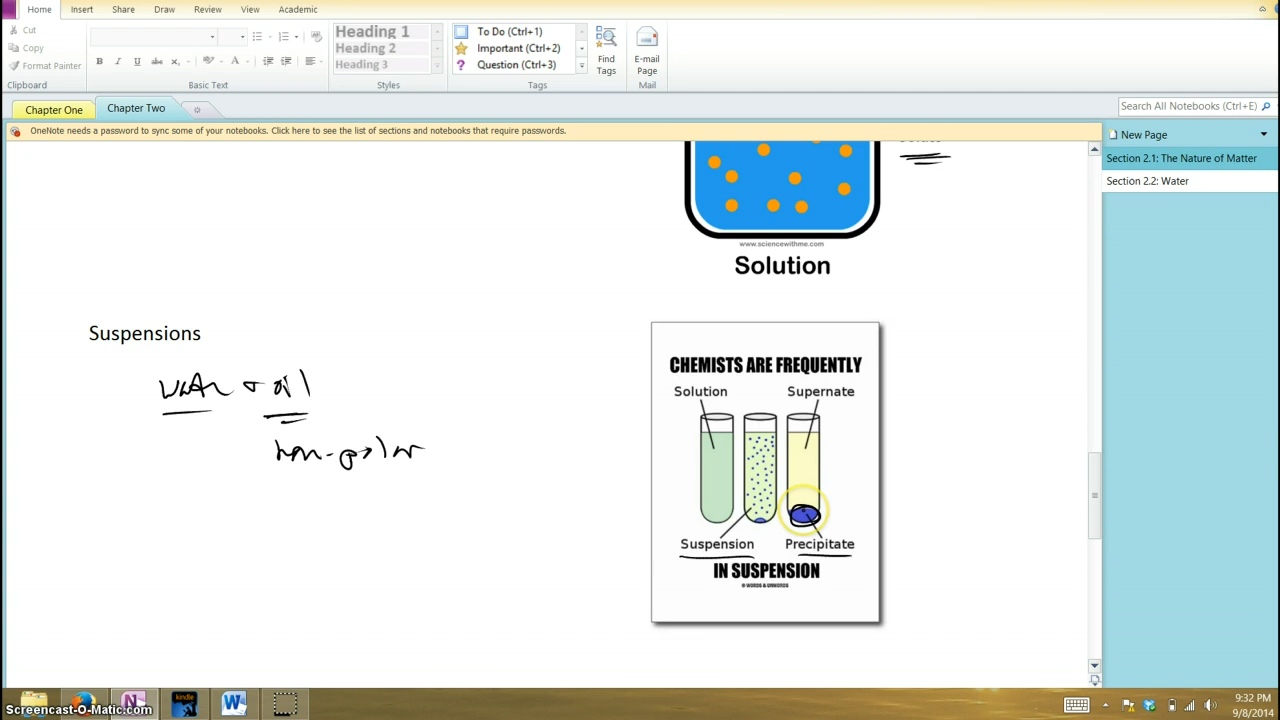 Home Insert Share Draw Review View Academic
Cut
Copy
Format Painter
Clipboard
B I U abc x₂ A
Basic Text
Heading 1
Heading 2
Heading 3
Styles
To Do (Ctrl+1)
Important (Ctrl+2)
Question (Ctrl+3)
Tags
Find
Tags
E-mail
Page
Mail
Chapter One Chapter Two
Search All Notebooks (Ctrl+E)
OneNote needs a password to sync some of your notebooks. Click here to see the list of sections and notebooks that require passwords.
New Page
Section 2.1: The Nature of Matter
Section 2.2: Water
www.sciencewithme.com
Solution
Suspensions
water + oil
non-polar
CHEMISTS ARE FREQUENTLY
Solution Supernate
Suspension Precipitate
IN SUSPENSION
© WORDS & UNWORDS
kindle
Screencast-O-Matic.com
9:32 PM
9/8/2014